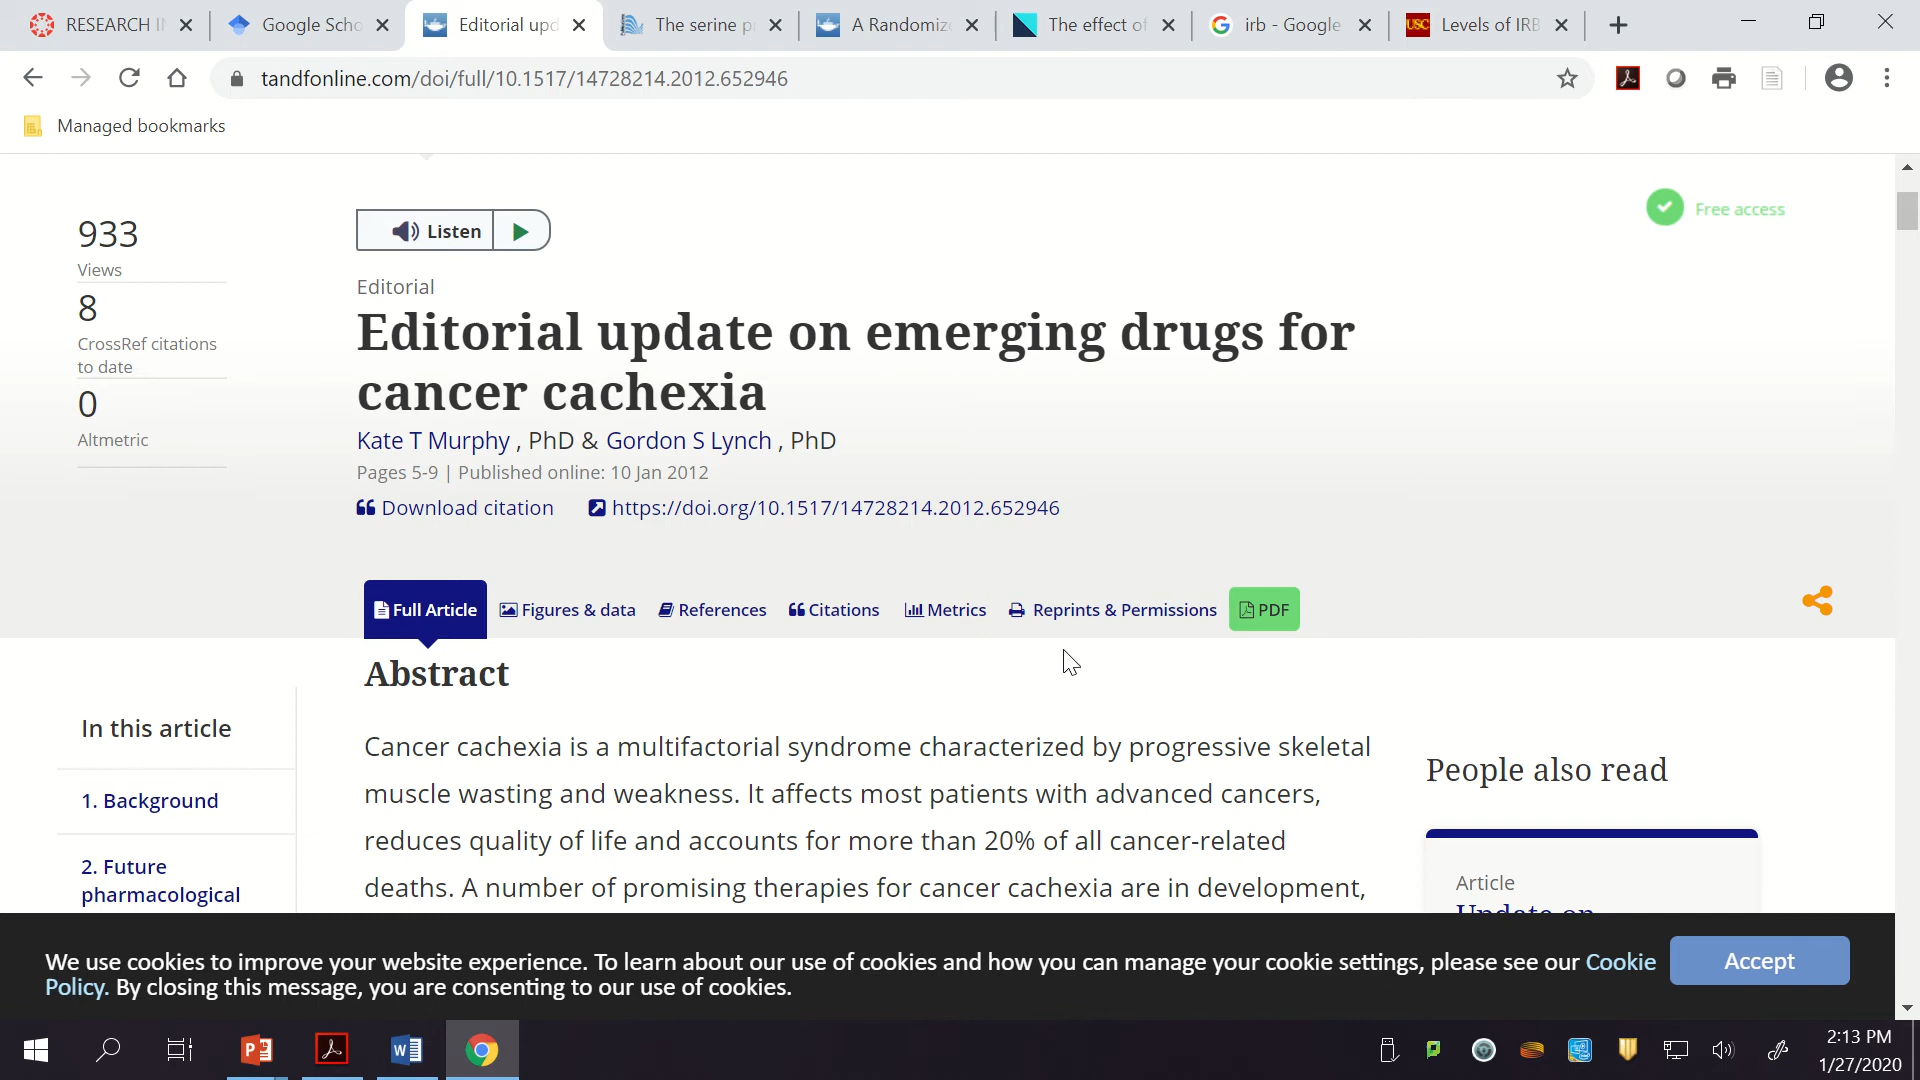 RESEARCH I
Google Scho
Editorial upd
The serine p
A Randomize
The effect of
irb - Google
Levels of IRB
tandfonline.com/doi/full/10.1517/14728214.2012.652946
Managed bookmarks
933
Views
8
CrossRef citations
to date
0
Altmetric
Listen
Free access
Editorial
Editorial update on emerging drugs for
cancer cachexia
Kate T Murphy , PhD & Gordon S Lynch , PhD
Pages 5-9 | Published online: 10 Jan 2012
Download citation
https://doi.org/10.1517/14728214.2012.652946
Full Article
Figures & data
References
Citations
Metrics
Reprints & Permissions
PDF
Abstract
In this article
1. Background
2. Future
pharmacological
Cancer cachexia is a multifactorial syndrome characterized by progressive skeletal
muscle wasting and weakness. It affects most patients with advanced cancers,
reduces quality of life and accounts for more than 20% of all cancer-related
deaths. A number of promising therapies for cancer cachexia are in development,
People also read
Article
Update on
We use cookies to improve your website experience. To learn about our use of cookies and how you can manage your cookie settings, please see our Cookie
Policy. By closing this message, you are consenting to our use of cookies.
Accept
2:13 PM
1/27/2020